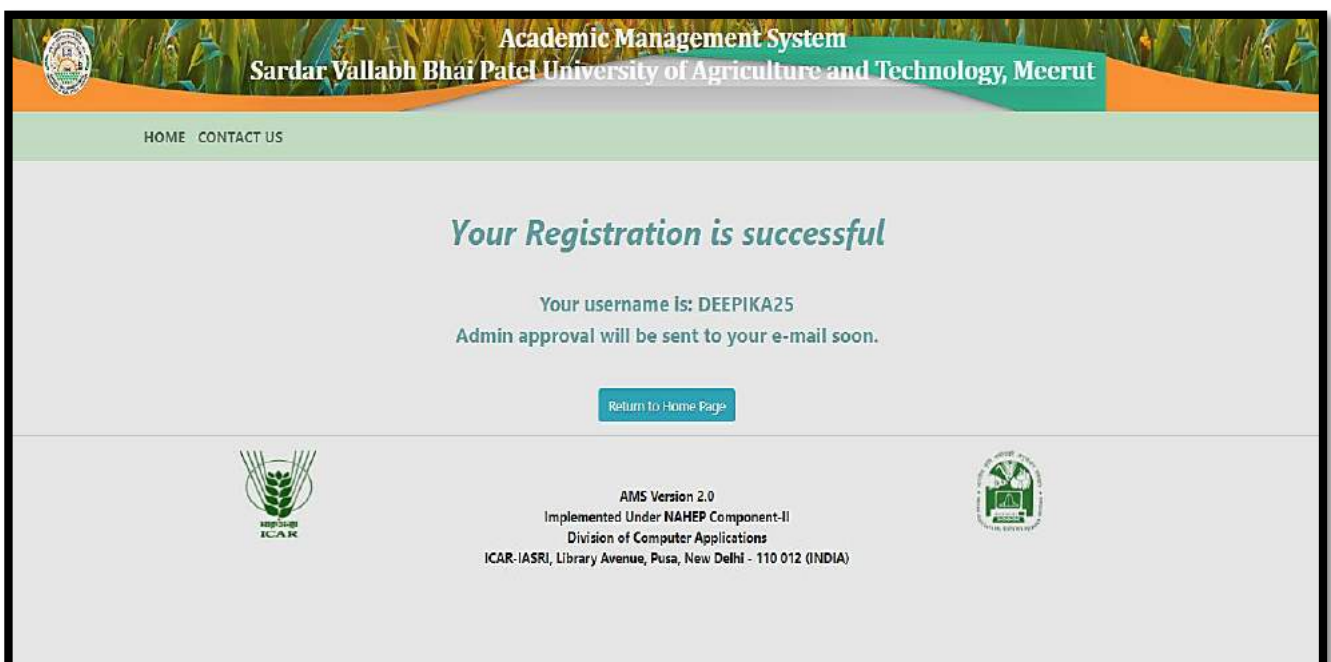 Academic Management System
Sardar Vallabh Bhai Patel University of Agriculture and Technology, Meerut
HOME CONTACT US
Your Registration is successful
Your username is: DEEPIKA25
Admin approval will be sent to your e-mail soon.
Return to Home Page
ICAR
AMS Version 2.0
Implemented Under NAHEP Component-II
Division of Computer Applications
ICAR-IASRI, Library Avenue, Pusa, New Delhi - 110 012 (INDIA)